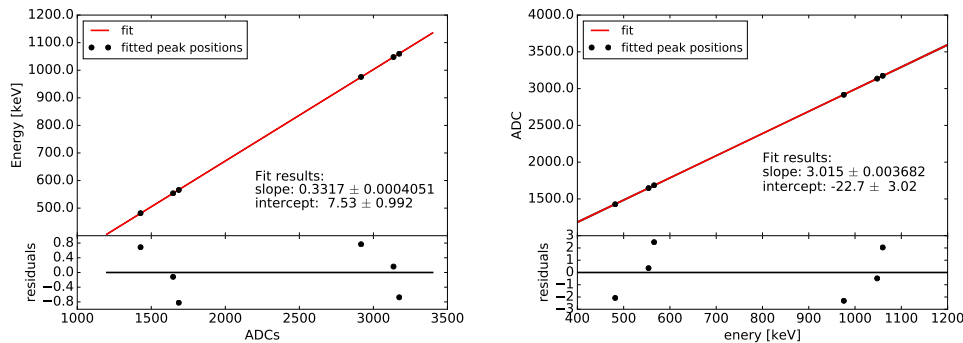 1200.0
1100.0
1000.0
900.0
800.0
700.0
600.0
500.0
Energy [keV]
fit
fitted peak positions
Fit results:
slope: 0.3317 ± 0.0004051
intercept:  7.53 ± 0.992
0.8
0.4
0.0
−0.4
−0.8
residuals
1000 1500 2000 2500 3000 3500
ADCs
4000.0
3500.0
3000.0
2500.0
2000.0
1500.0
ADC
fit
fitted peak positions
Fit results:
slope: 3.015 ± 0.003682
intercept: -22.7 ±  3.02
3
2
1
0
−1
−2
−3
residuals
400 500 600 700 800 900 1000 1100 1200
enery [keV]